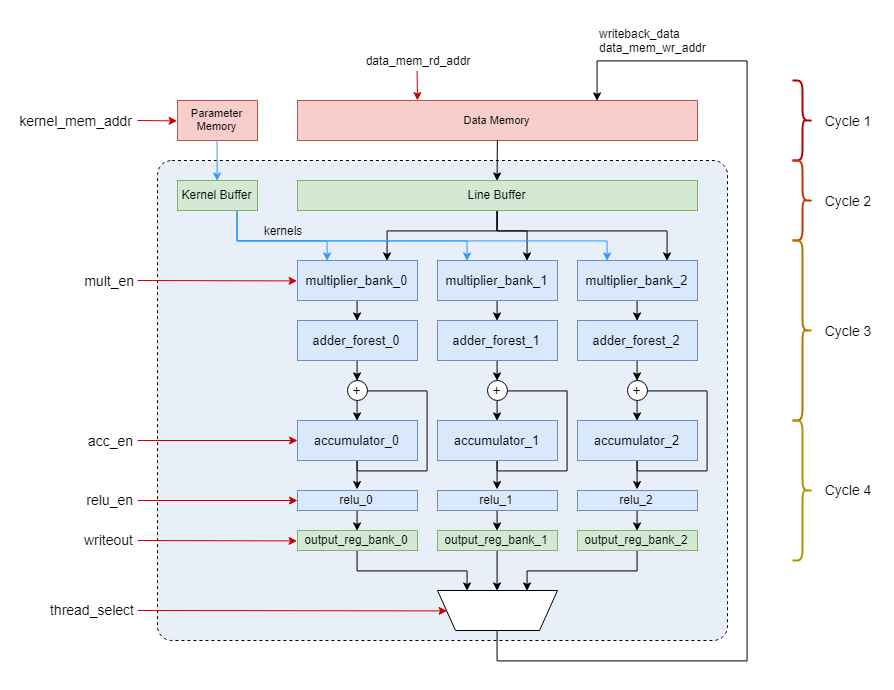 writeback_data
data_mem_wr_addr
data_mem_rd_addr
kernel_mem_addr
Parameter
Memory
Data Memory
Cycle 1
Kernel Buffer
Line Buffer
Cycle 2
kernels
mult_en
multiplier_bank_0
multiplier_bank_1
multiplier_bank_2
adder_forest_0
adder_forest_1
adder_forest_2
Cycle 3
+
+
+
acc_en
accumulator_0
accumulator_1
accumulator_2
relu_en
relu_0
relu_1
relu_2
Cycle 4
writeout
output_reg_bank_0
output_reg_bank_1
output_reg_bank_2
thread_select